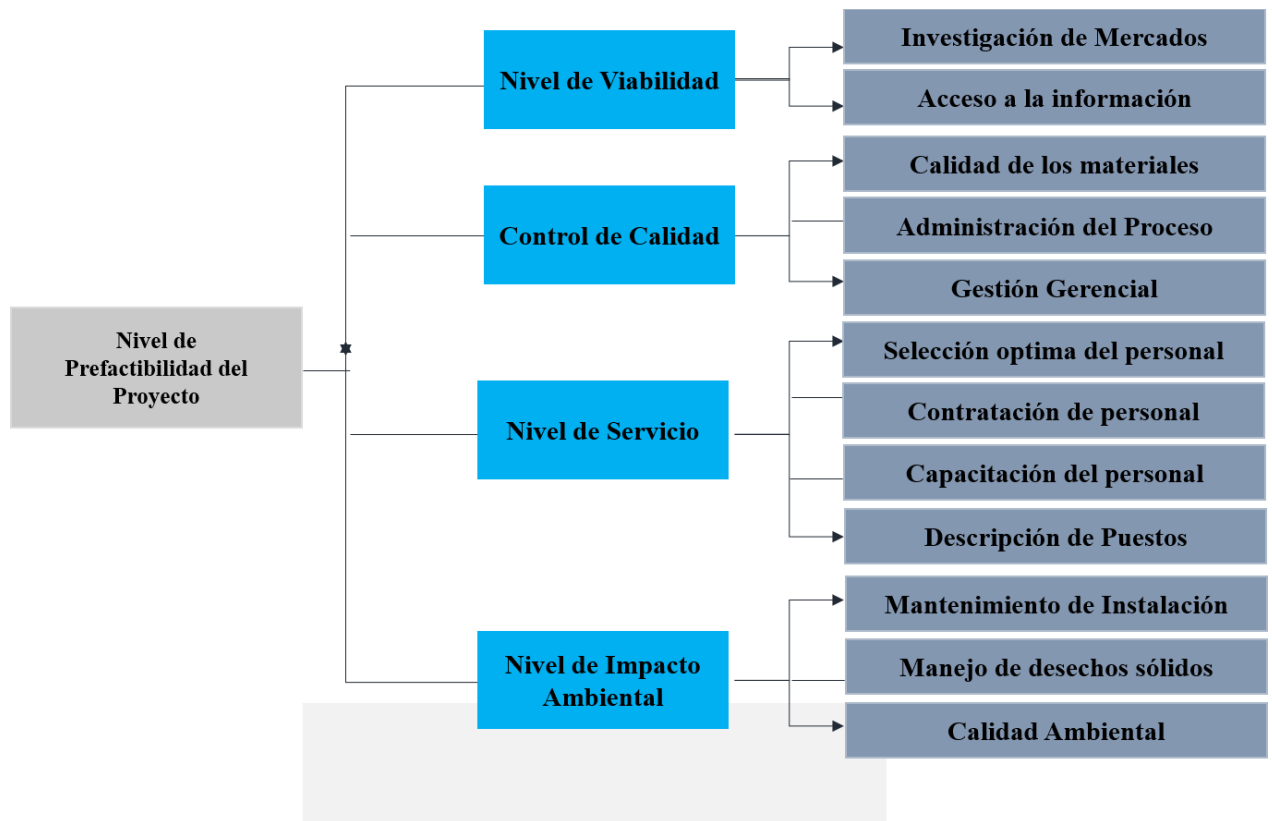 Nivel de
Prefactibilidad del
Proyecto
Nivel de Viabilidad
Investigación de Mercados
Acceso a la información
Control de Calidad
Calidad de los materiales
Administración del Proceso
Gestión Gerencial
Nivel de Servicio
Selección optima del personal
Contratación de personal
Capacitación del personal
Descripción de Puestos
Nivel de Impacto
Ambiental
Mantenimiento de Instalación
Manejo de desechos sólidos
Calidad Ambiental